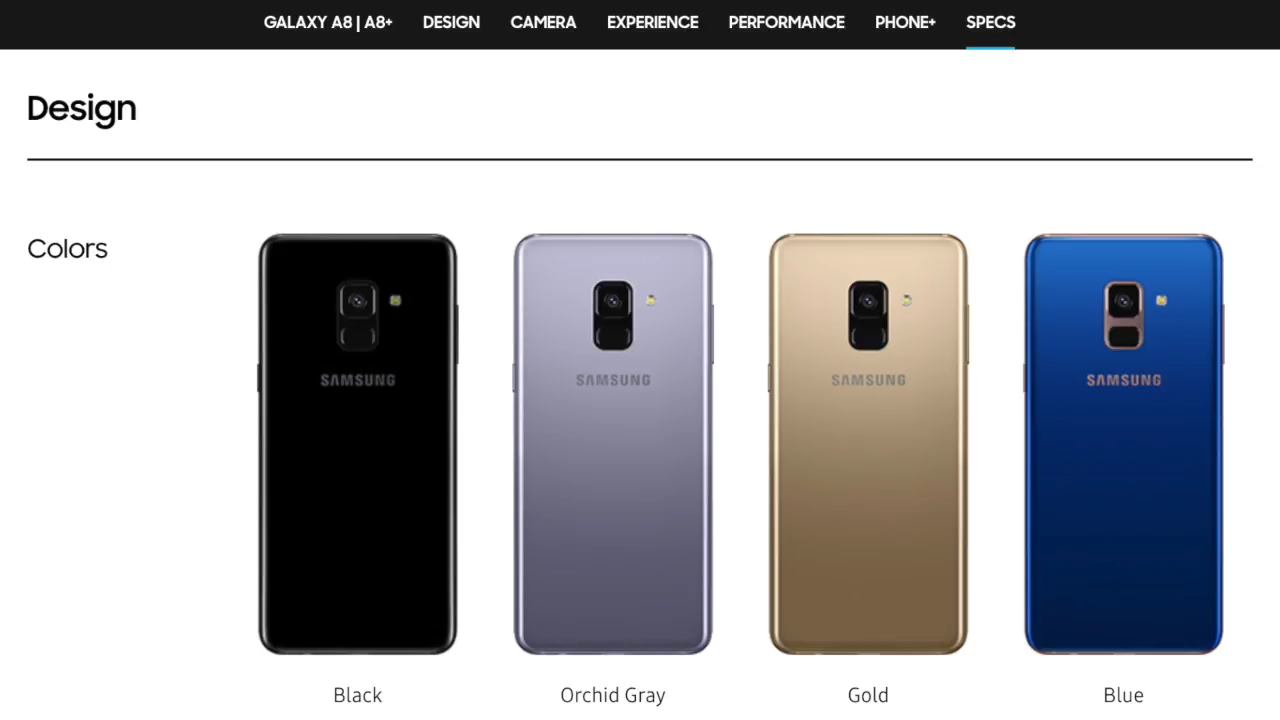 GALAXY A8 | A8+ DESIGN CAMERA EXPERIENCE PERFORMANCE PHONE+ SPECS
Design
Colors
SAMSUNG SAMSUNG SAMSUNG SAMSUNG
Black Orchid Gray Gold Blue